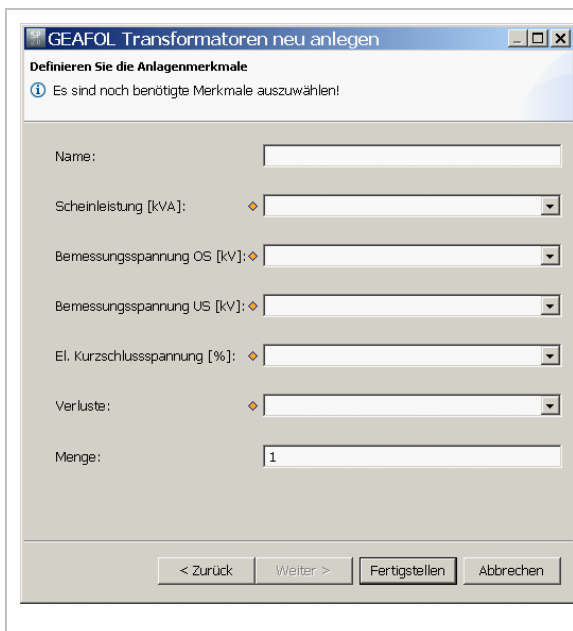 GEAFOL Transformatoren neu anlegen
Definieren Sie die Anlagenmerkmale
Es sind noch benötigte Merkmale auszuwählen!
Name:
Scheinleistung [kVA]:
Bemessungsspannung OS [kV]:
Bemessungsspannung US [kV]:
El. Kurzschlussspannung [%]:
Verluste:
Menge: 1
< Zurück Weiter > Fertigstellen Abbrechen